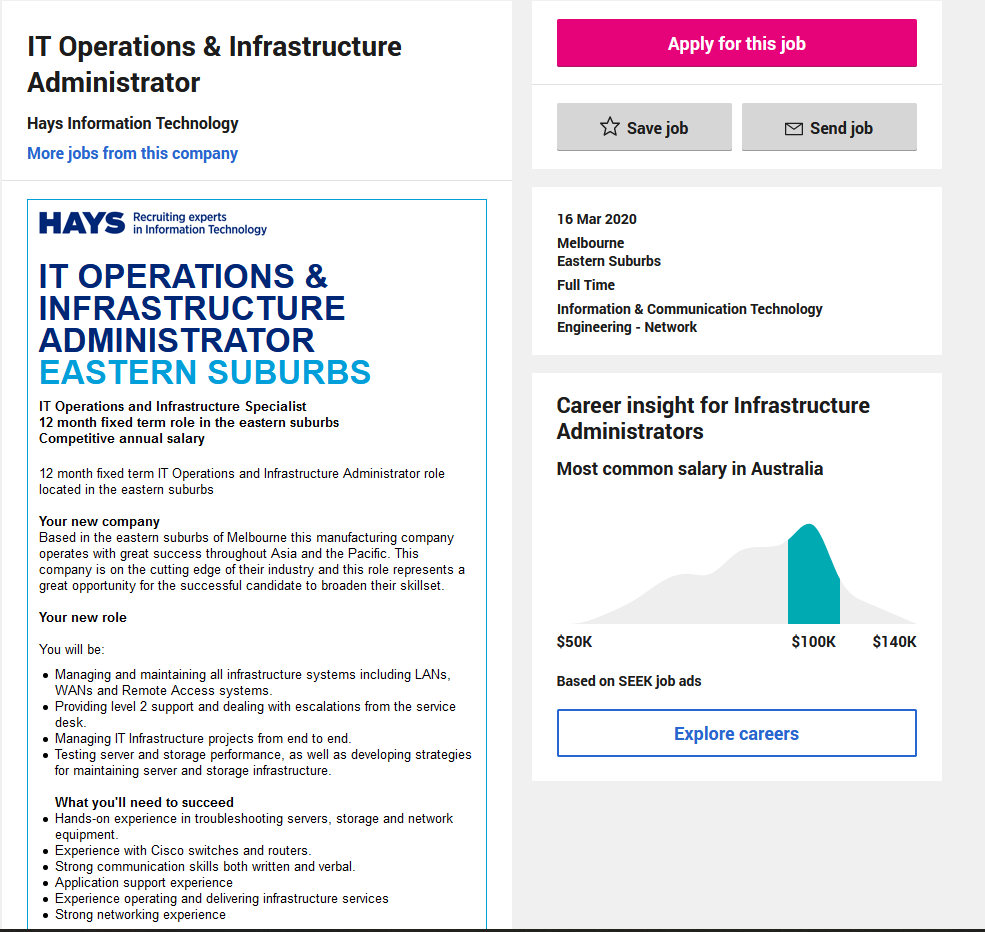 IT Operations & Infrastructure
Administrator
Hays Information Technology
More jobs from this company
HAYS Recruiting experts
in Information Technology
IT OPERATIONS &
INFRASTRUCTURE
ADMINISTRATOR
EASTERN SUBURBS
IT Operations and Infrastructure Specialist
12 month fixed term role in the eastern suburbs
Competitive annual salary
12 month fixed term IT Operations and Infrastructure Administrator role
located in the eastern suburbs
Your new company
Based in the eastern suburbs of Melbourne this manufacturing company
operates with great success throughout Asia and the Pacific. This
company is on the cutting edge of their industry and this role represents a
great opportunity for the successful candidate to broaden their skillset.
Your new role
You will be:
Managing and maintaining all infrastructure systems including LANs,
WANs and Remote Access systems.
Providing level 2 support and dealing with escalations from the service
desk.
Managing IT Infrastructure projects from end to end.
Testing server and storage performance, as well as developing strategies
for maintaining server and storage infrastructure.
What you'll need to succeed
Hands-on experience in troubleshooting servers, storage and network
equipment.
Experience with Cisco switches and routers.
Strong communication skills both written and verbal.
Application support experience
Experience operating and delivering infrastructure services
Strong networking experience
Apply for this job
Save job
Send job
16 Mar 2020
Melbourne
Eastern Suburbs
Full Time
Information & Communication Technology
Engineering - Network
Career insight for Infrastructure
Administrators
Most common salary in Australia
$50K $100K $140K
Based on SEEK job ads
Explore careers